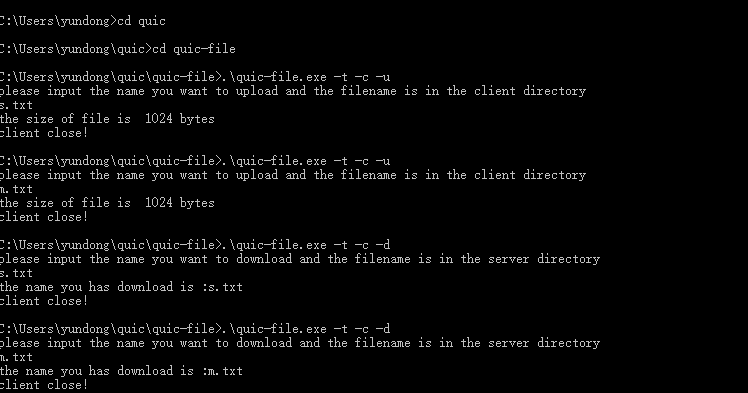 C:\Users\yundong>cd quic
C:\Users\yundong\quic>cd quic-file
C:\Users\yundong\quic\quic-file>.\quic-file.exe -t -c -u
please input the name you want to upload and the filename is in the client directory
s.txt
the size of file is  1024 bytes
client close!
C:\Users\yundong\quic\quic-file>.\quic-file.exe -t -c -u
please input the name you want to upload and the filename is in the client directory
m.txt
the size of file is  1024 bytes
client close!
C:\Users\yundong\quic\quic-file>.\quic-file.exe -t -c -d
please input the name you want to download and the filename is in the server directory
s.txt
the name you has download is :s.txt
client close!
C:\Users\yundong\quic\quic-file>.\quic-file.exe -t -c -d
please input the name you want to download and the filename is in the server directory
m.txt
the name you has download is :m.txt
client close!